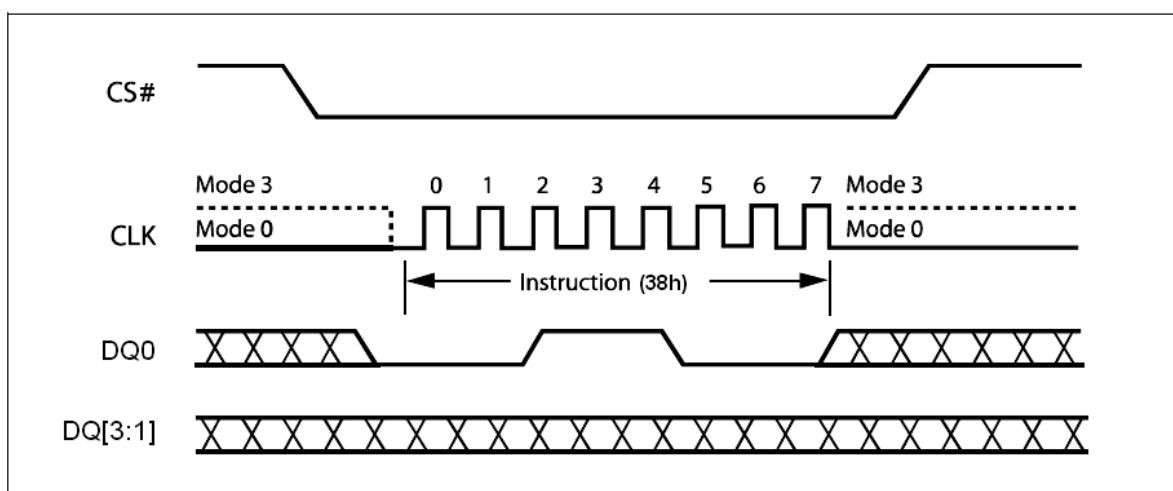 CS#
Mode 3 0 1 2 3 4 5 6 7 Mode 3
CLK Mode 0 Mode 0
Instruction (38h)
DQ0
DQ[3:1]